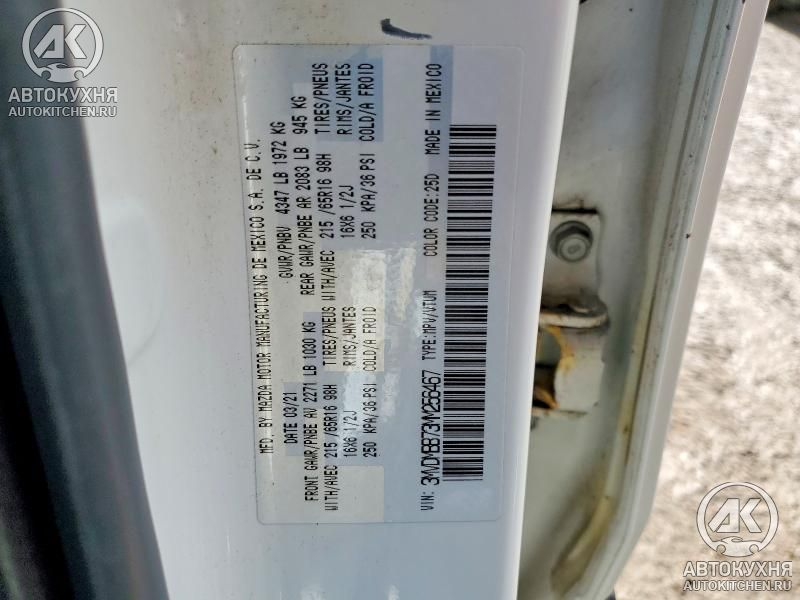 AK
АВТОКУХНЯ
AUTOKITCHEN.RU
MFD. BY MAZDA MOTOR MANUFACTURING DE MEXICO S.A. DE C.V.
DATE 03/21 GVWR/PNBV 4347 LB 1972 KG
FRONT GAWR/PNBE AV 2271 LB 1030 KG REAR GAWR/PNBE AR 2083 LB 945 KG
WITH/AVEC 215 /65R16 98H TIRES/PNEUS WITH/AVEC 215 /65R16 98H TIRES/PNEUS
16X6 1/2J RIMS/JANTES 16X6 1/2J RIMS/JANTES
250 KPA/36 PSI COLD/A FROID 250 KPA/36 PSI COLD/A FROID
VIN: 3MVDMBB73MM256467 TYPE:MPV/VTUM COLOR CODE:25D MADE IN MEXICO
AK
АВТОКУХНЯ
AUTOKITCHEN.RU